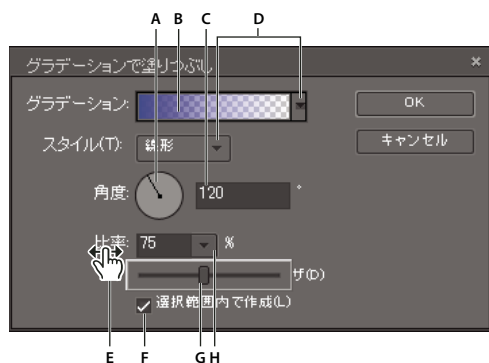 A B C D
グラデーションで塗りつぶし ×
グラデーション: OK
スタイル(T): 線形 キャンセル
角度: 120 °
比率: 75 %
ザ(D)
選択範囲内で作成(L)
E F G H